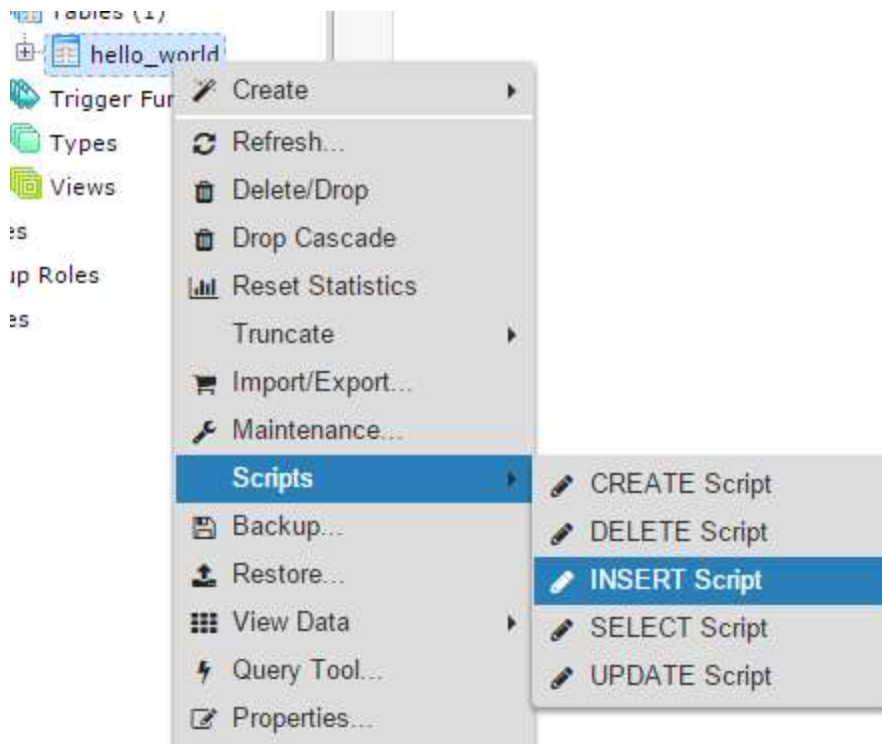 Tables (1)
hello_world
Trigger Fur
Types
Views
es
up Roles
es
Create
Refresh...
Delete/Drop
Drop Cascade
Reset Statistics
Truncate
Import/Export...
Maintenance...
Scripts
Backup...
Restore...
View Data
Query Tool...
Properties...
CREATE Script
DELETE Script
INSERT Script
SELECT Script
UPDATE Script